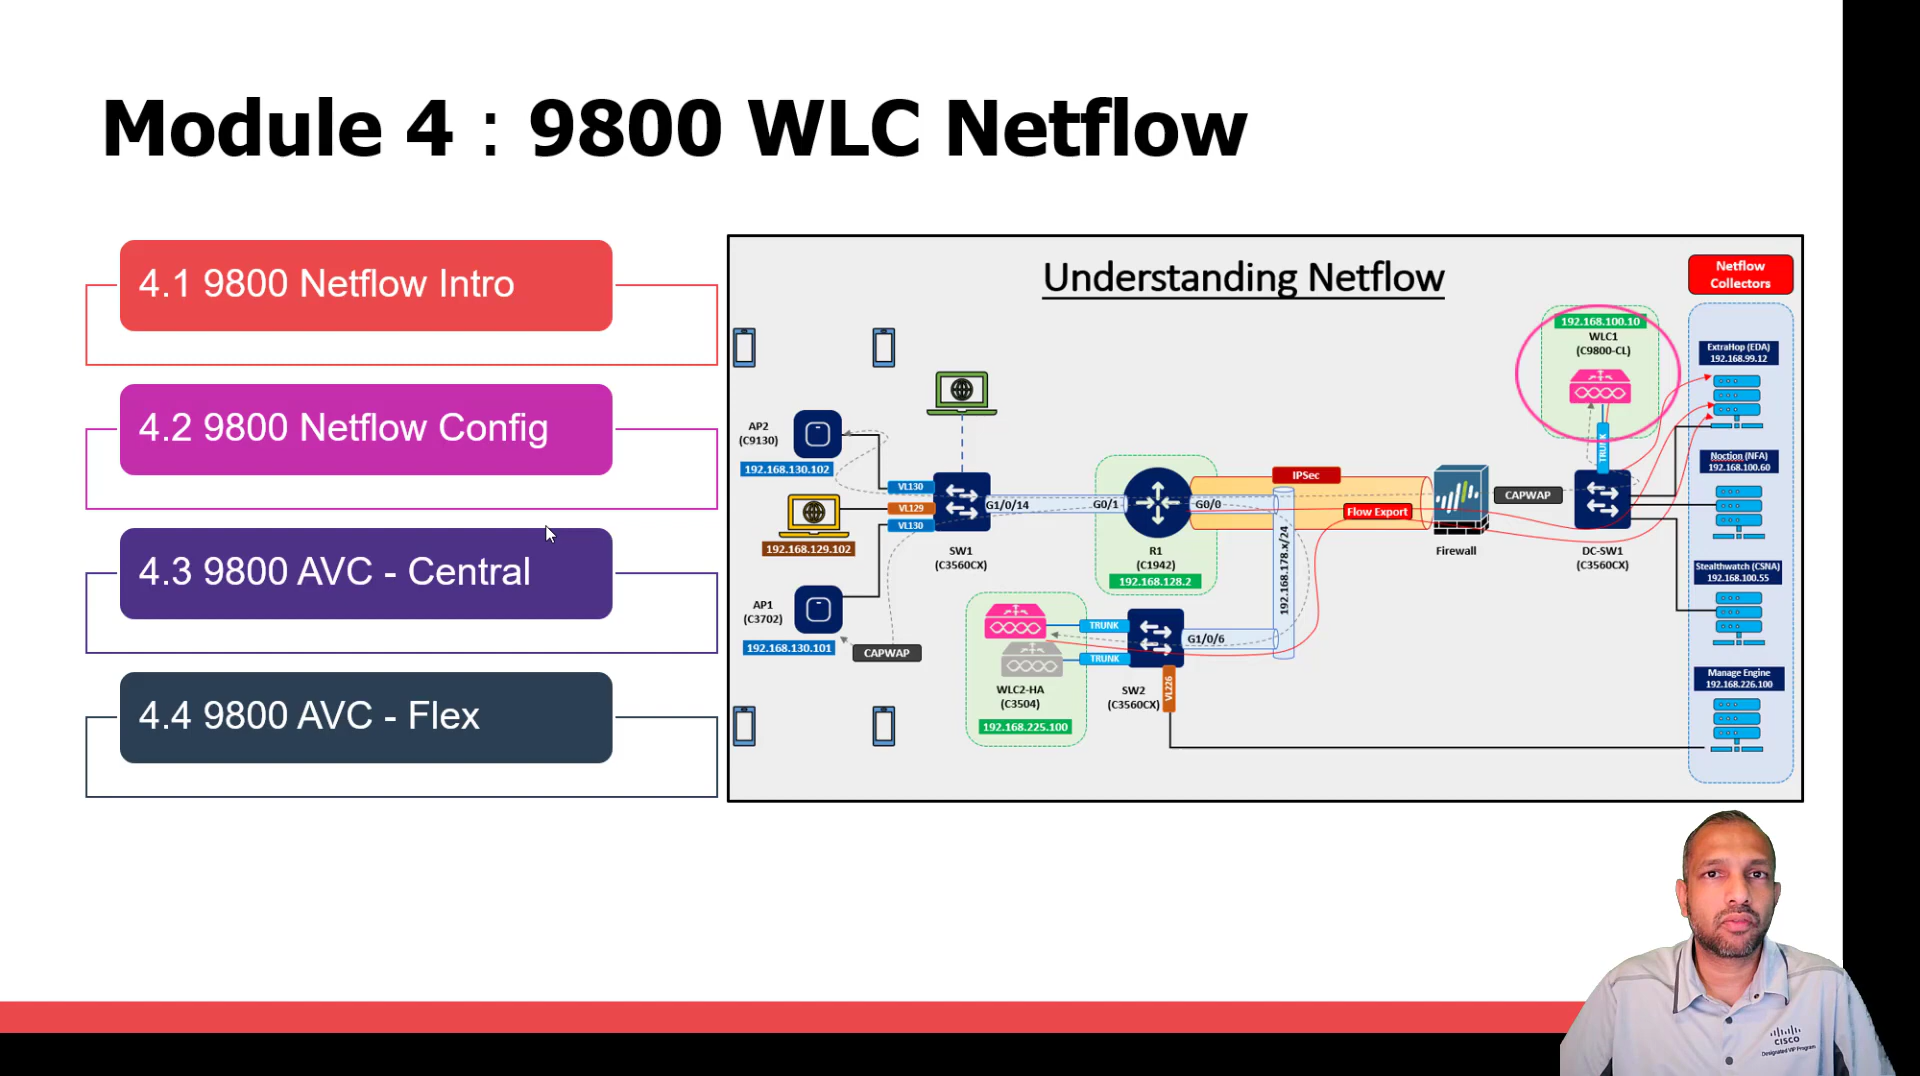 Module 4 : 9800 WLC Netflow
4.1 9800 Netflow Intro
4.2 9800 Netflow Config
4.3 9800 AVC - Central
4.4 9800 AVC - Flex
Understanding Netflow
Netflow
Collectors
192.168.100.10
WLC1
(C9800-CL)
TRUNK
ExtraHop (EDA)
192.168.99.12
Noction (NFA)
192.168.100.60
Stealthwatch (CSNA)
192.168.100.55
Manage Engine
192.168.226.100
AP2
(C9130)
192.168.130.102
VL130
VL129
VL130
192.168.129.102
AP1
(C3702)
192.168.130.101
CAPWAP
G1/0/14
SW1
(C3560CX)
G0/1
G0/0
R1
(C1942)
192.168.128.2
IPSec
Flow Export
192.168.178.x/24
Firewall
CAPWAP
DC-SW1
(C3560CX)
TRUNK
TRUNK
G1/0/6
WLC2-HA
(C3504)
192.168.225.100
SW2
(C3560CX)
VL226
CISCO
Designated VIP Program